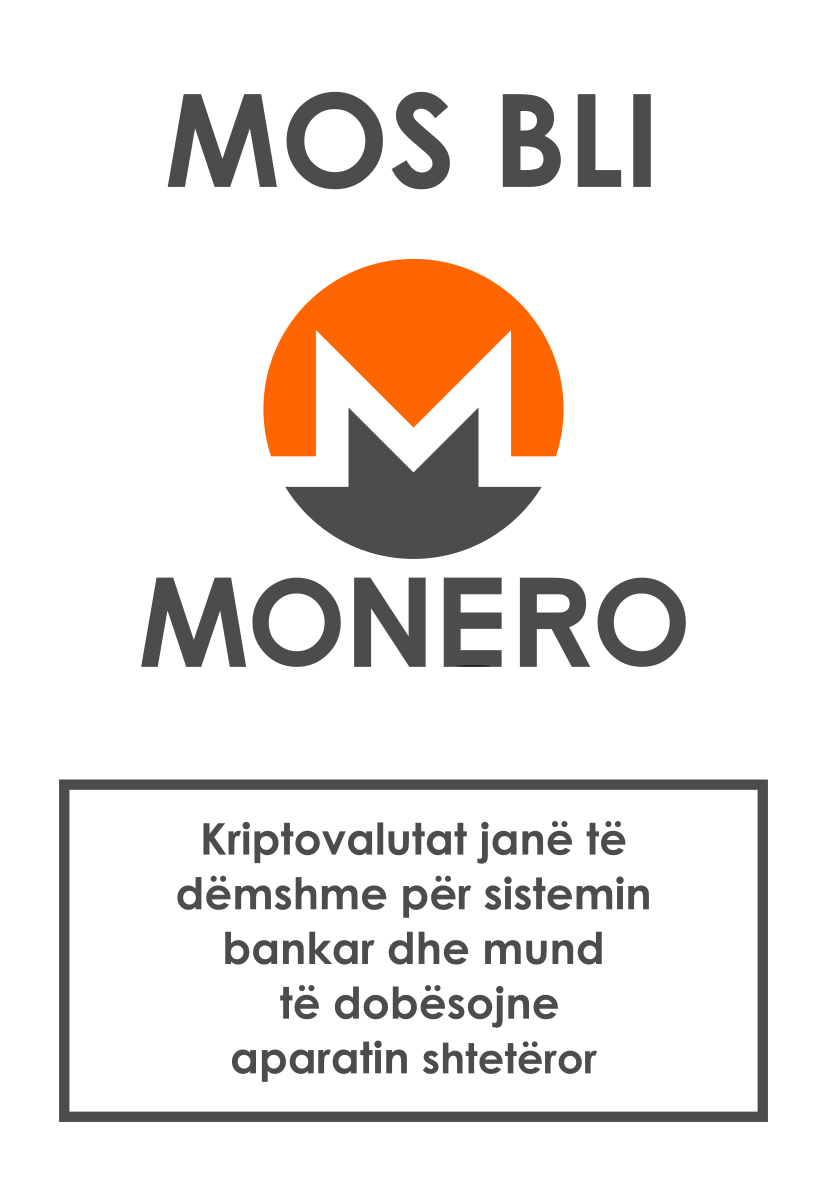 MOS BLI
MONERO
Kriptovalutat janë të
dëmshme për sistemin
bankar dhe mund
të dobësojne
aparatin shtetëror